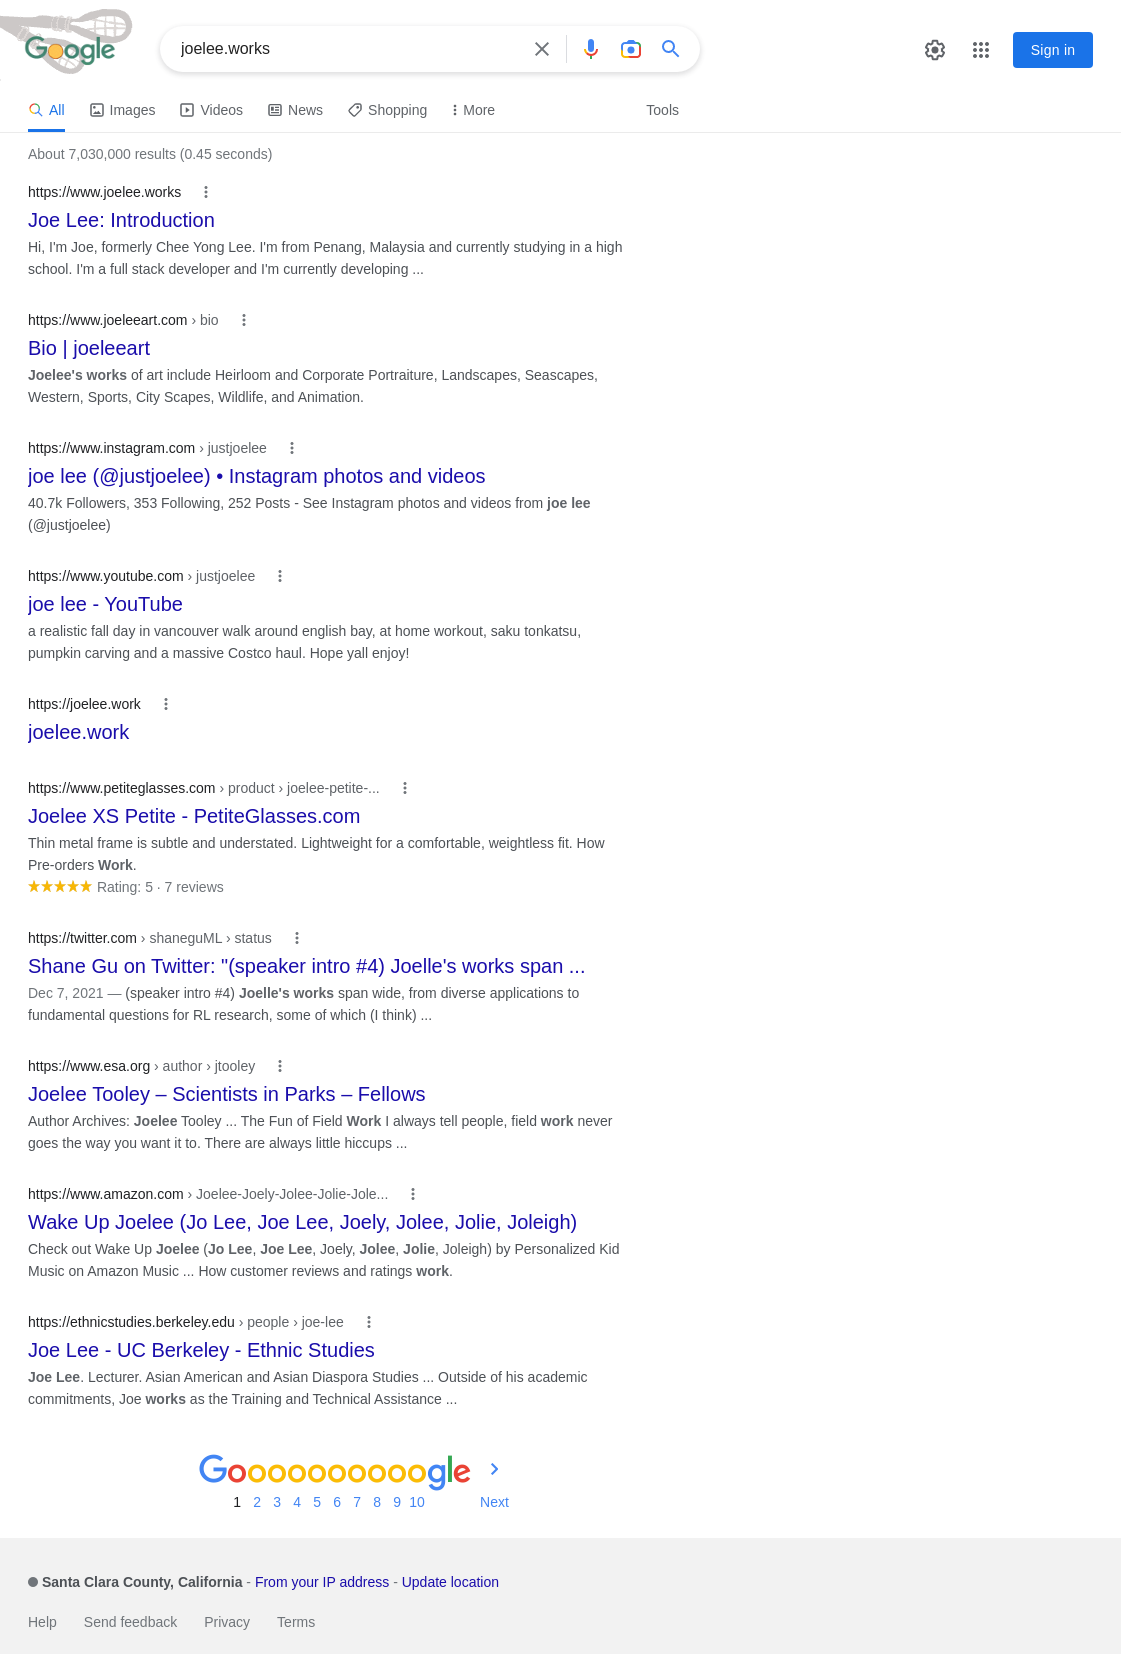 Google
joelee.works
Sign in
All Images Videos News Shopping More Tools
About 7,030,000 results (0.45 seconds)
https://www.joelee.works
Joe Lee: Introduction
Hi, I'm Joe, formerly Chee Yong Lee. I'm from Penang, Malaysia and currently studying in a high
school. I'm a full stack developer and I'm currently developing ...
https://www.joeleeart.com › bio
Bio | joeleeart
Joelee's works of art include Heirloom and Corporate Portraiture, Landscapes, Seascapes,
Western, Sports, City Scapes, Wildlife, and Animation.
https://www.instagram.com › justjoelee
joe lee (@justjoelee) • Instagram photos and videos
40.7k Followers, 353 Following, 252 Posts - See Instagram photos and videos from joe lee
(@justjoelee)
https://www.youtube.com › justjoelee
joe lee - YouTube
a realistic fall day in vancouver walk around english bay, at home workout, saku tonkatsu,
pumpkin carving and a massive Costco haul. Hope yall enjoy!
https://joelee.work
joelee.work
https://www.petiteglasses.com › product › joelee-petite-...
Joelee XS Petite - PetiteGlasses.com
Thin metal frame is subtle and understated. Lightweight for a comfortable, weightless fit. How
Pre-orders Work.
Rating: 5 · 7 reviews
https://twitter.com › shaneguML › status
Shane Gu on Twitter: "(speaker intro #4) Joelle's works span ...
Dec 7, 2021 — (speaker intro #4) Joelle's works span wide, from diverse applications to
fundamental questions for RL research, some of which (I think) ...
https://www.esa.org › author › jtooley
Joelee Tooley – Scientists in Parks – Fellows
Author Archives: Joelee Tooley ... The Fun of Field Work I always tell people, field work never
goes the way you want it to. There are always little hiccups ...
https://www.amazon.com › Joelee-Joely-Jolee-Jolie-Jole...
Wake Up Joelee (Jo Lee, Joe Lee, Joely, Jolee, Jolie, Joleigh)
Check out Wake Up Joelee (Jo Lee, Joe Lee, Joely, Jolee, Jolie, Joleigh) by Personalized Kid
Music on Amazon Music ... How customer reviews and ratings work.
https://ethnicstudies.berkeley.edu › people › joe-lee
Joe Lee - UC Berkeley - Ethnic Studies
Joe Lee. Lecturer. Asian American and Asian Diaspora Studies ... Outside of his academic
commitments, Joe works as the Training and Technical Assistance ...
Goooooooooogle
1 2 3 4 5 6 7 8 9 10 Next
Santa Clara County, California - From your IP address - Update location
Help Send feedback Privacy Terms